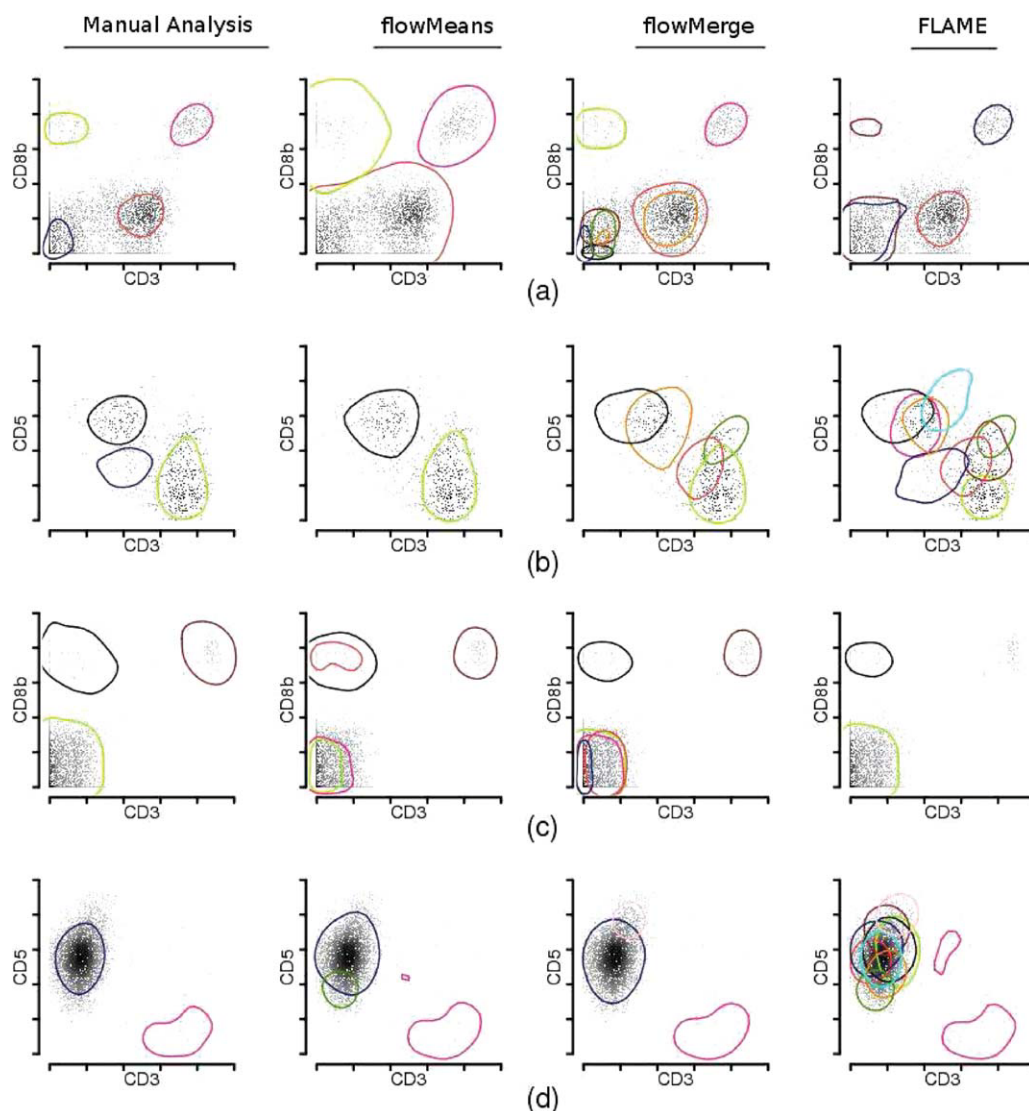 Manual Analysis flowMeans flowMerge FLAME
CD8b CD8b CD8b CD8b
CD3 CD3 CD3 CD3
(a)
CD5 CD5 CD5 CD5
CD3 CD3 CD3 CD3
(b)
CD8b CD8b CD8b CD8b
CD3 CD3 CD3 CD3
(c)
CD5 CD5 CD5 CD5
CD3 CD3 CD3 CD3
(d)